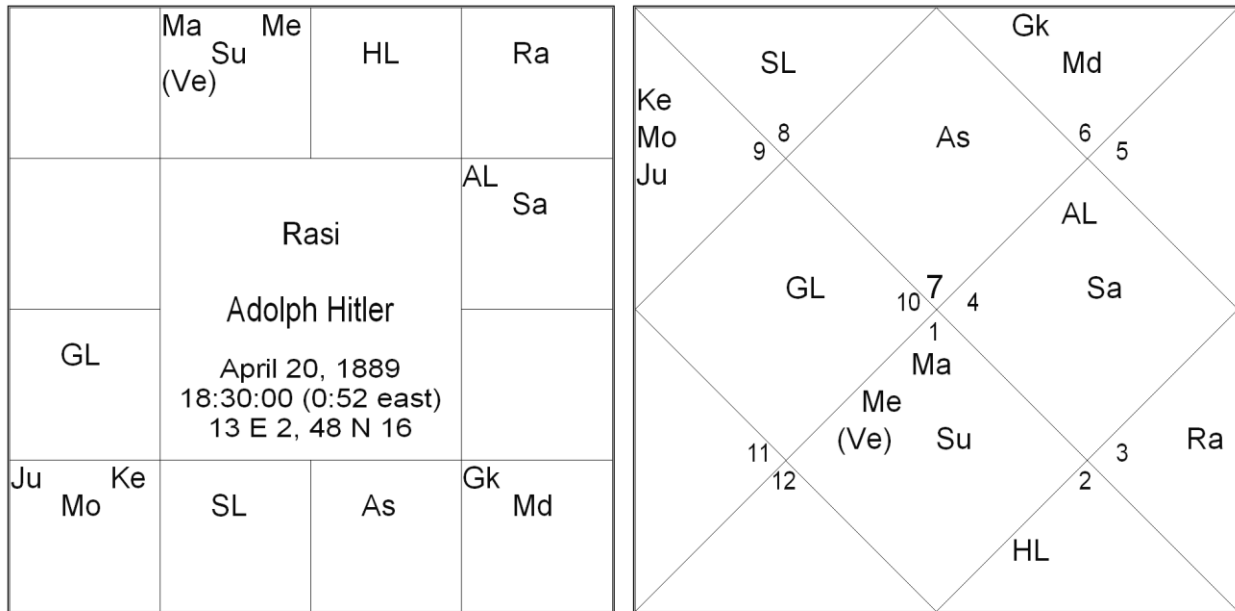 Ma Me
Su
(Ve)
HL
Ra
AL
Sa
Rasi
Adolph Hitler
April 20, 1889
18:30:00 (0:52 east)
13 E 2, 48 N 16
GL
Ju Ke
Mo
SL
As
Gk
Md
Gk
SL
Md
Ke
Mo
Ju
8
9
As
6
5
AL
GL
10
7
4
Sa
1
Ma
Me
(Ve) Su
11
12
3
2
Ra
HL